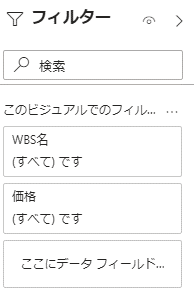 フィルター
検索
このビジュアルでのフィル...
WBS名
(すべて) です
価格
(すべて) です
ここにデータ フィールド...